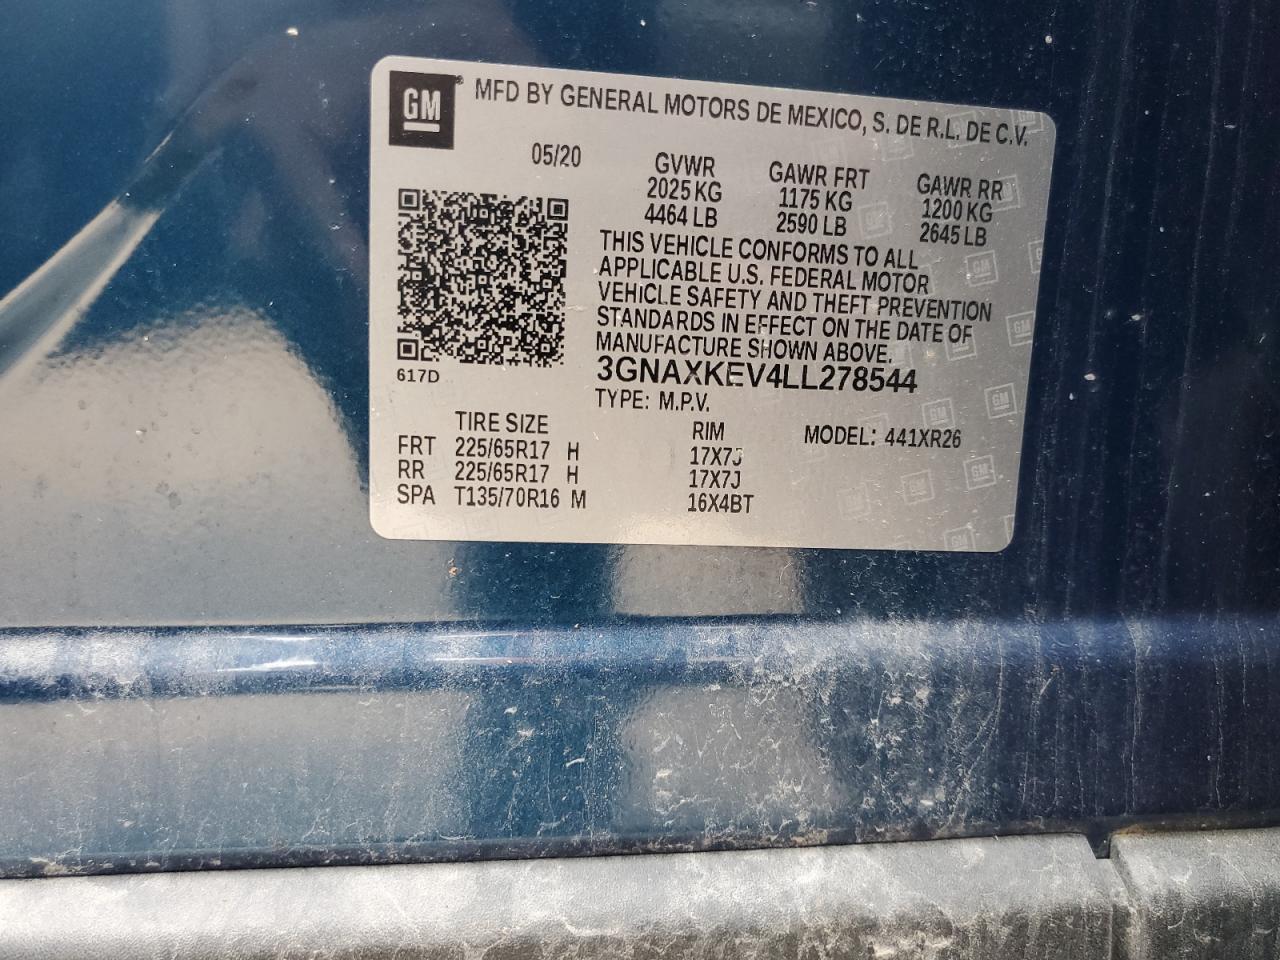 GM
MFD BY GENERAL MOTORS DE MEXICO, S. DE R.L. DE C.V.
05/20
GVWR GAWR FRT GAWR RR
2025 KG 1175 KG 1200 KG
4464 LB 2590 LB 2645 LB
THIS VEHICLE CONFORMS TO ALL
APPLICABLE U.S. FEDERAL MOTOR
VEHICLE SAFETY AND THEFT PREVENTION
STANDARDS IN EFFECT ON THE DATE OF
MANUFACTURE SHOWN ABOVE.
617D
3GNAXKEV4LL278544
TYPE: M.P.V.
TIRE SIZE RIM MODEL: 441XR26
FRT 225/65R17 H 17X7J
RR 225/65R17 H 17X7J
SPA T135/70R16 M 16X4BT